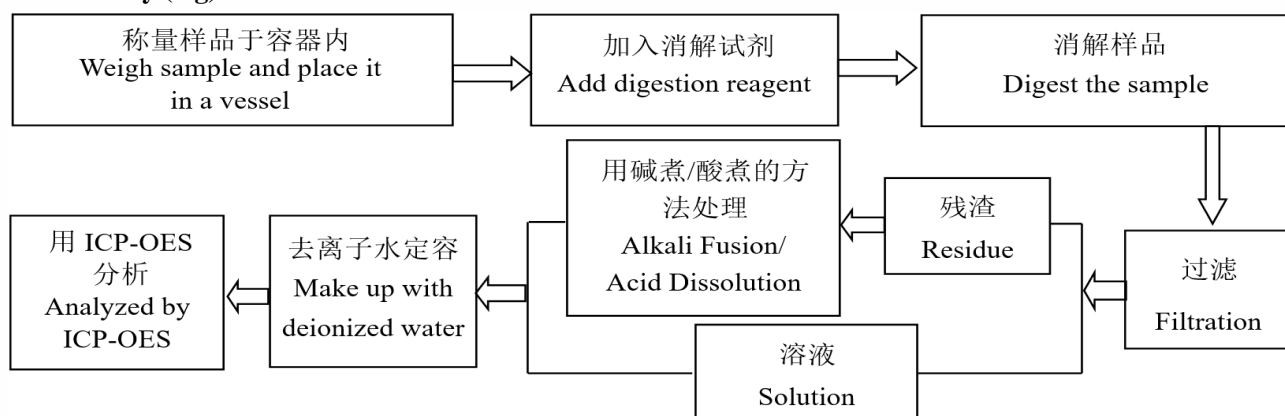 称量样品于容器内
Weigh sample and place it
in a vessel
加入消解试剂
Add digestion reagent
消解样品
Digest the sample
过滤
Filtration
残渣
Residue
用碱煮/酸煮的方
法处理
Alkali Fusion/
Acid Dissolution
溶液
Solution
去离子水定容
Make up with
deionized water
用 ICP-OES
分析
Analyzed by
ICP-OES